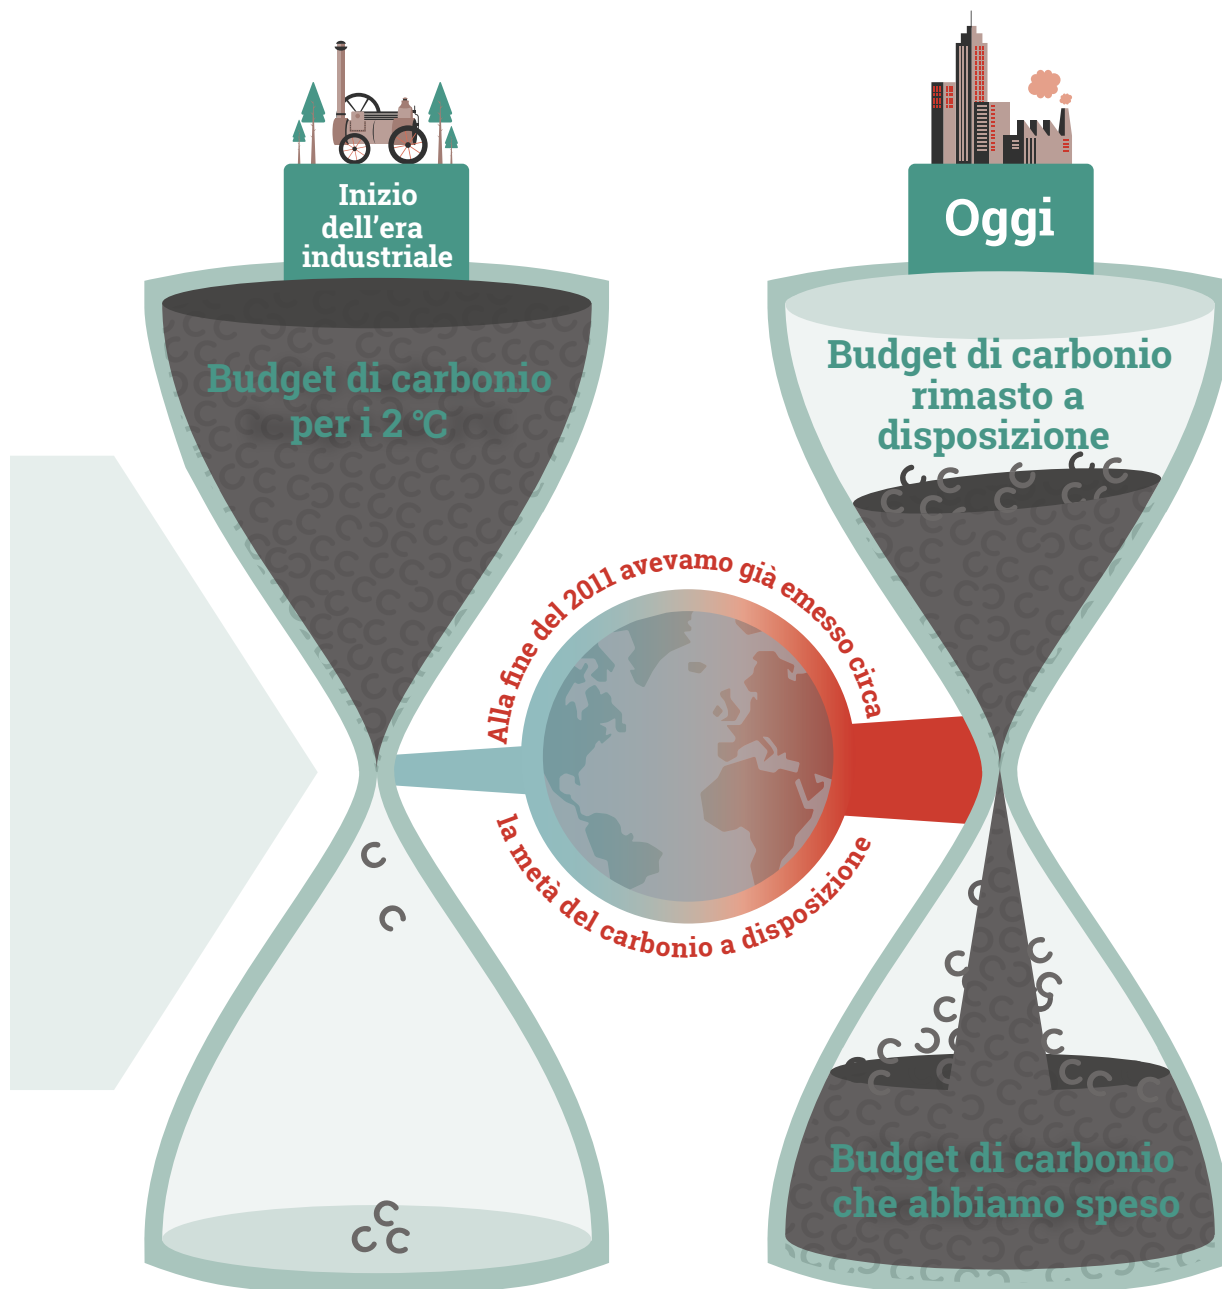 Inizio
dell'era
industriale
Budget di carbonio
per i 2 °C
Oggi
Budget di carbonio
rimasto a
disposizione
Alla fine del 2011 avevamo già emesso circa
la metà del carbonio a disposizione
Budget di carbonio
che abbiamo speso